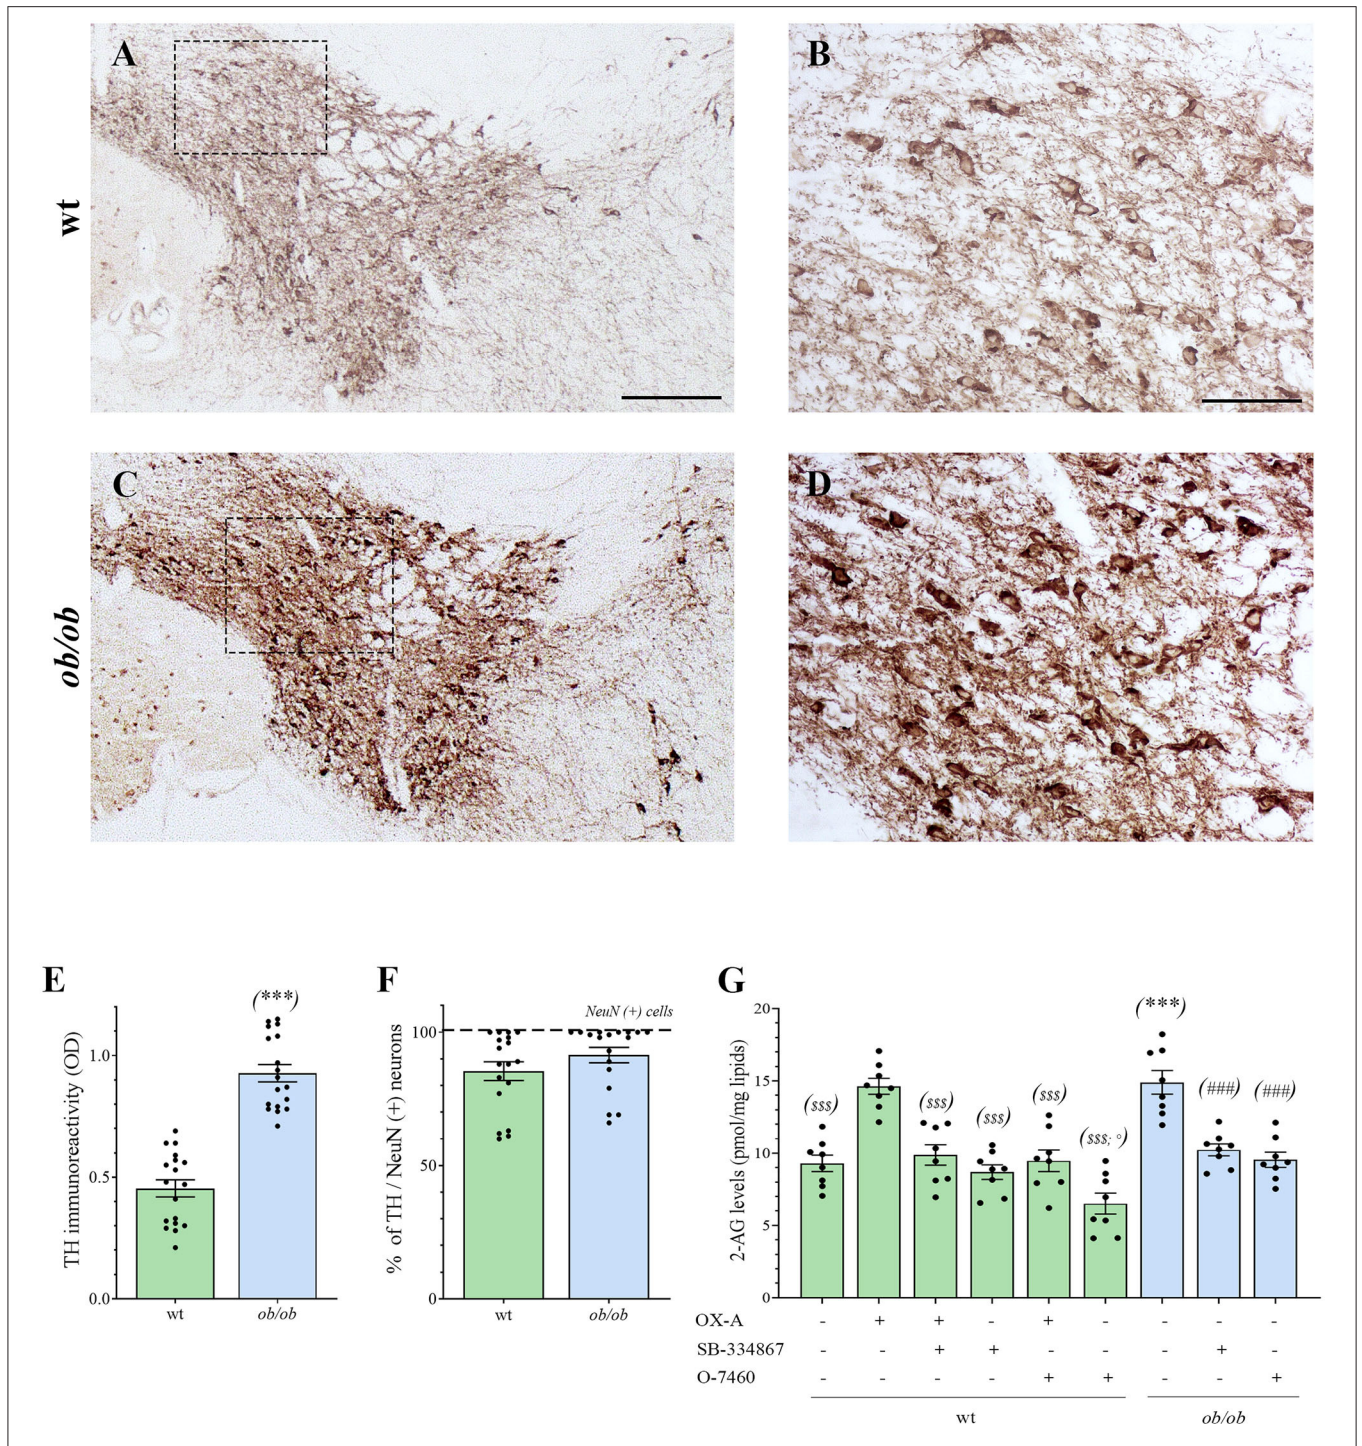 A
B
wt
C
D
ob/ob
E
F
G
(***)
TH immunoreactivity (OD)
1.0
0.5
0.0
wt
ob/ob
NeuN (+) cells
% of TH / NeuN (+) neurons
100
50
0
wt
ob/ob
2-AG levels (pmol/mg lipids)
20
15
10
5
0
($$$)
($$$)
($$$)
($$$)
($$$; °)
(***)
(###)
(###)
OX-A - + + - + - - - -
SB-334867 - - + + - - - + -
O-7460 - - - - + + - - +
wt
ob/ob